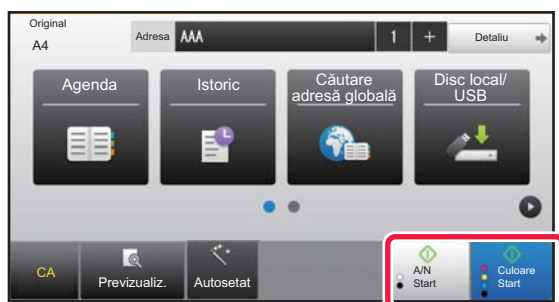 Original
A4
Adresa AAA 1 + Detaliu
Agenda
Istoric
Căutare
adresă globală
Disc local/
USB
CA
Previzualiz.
Autosetat
A/N
Start
Culoare
Start